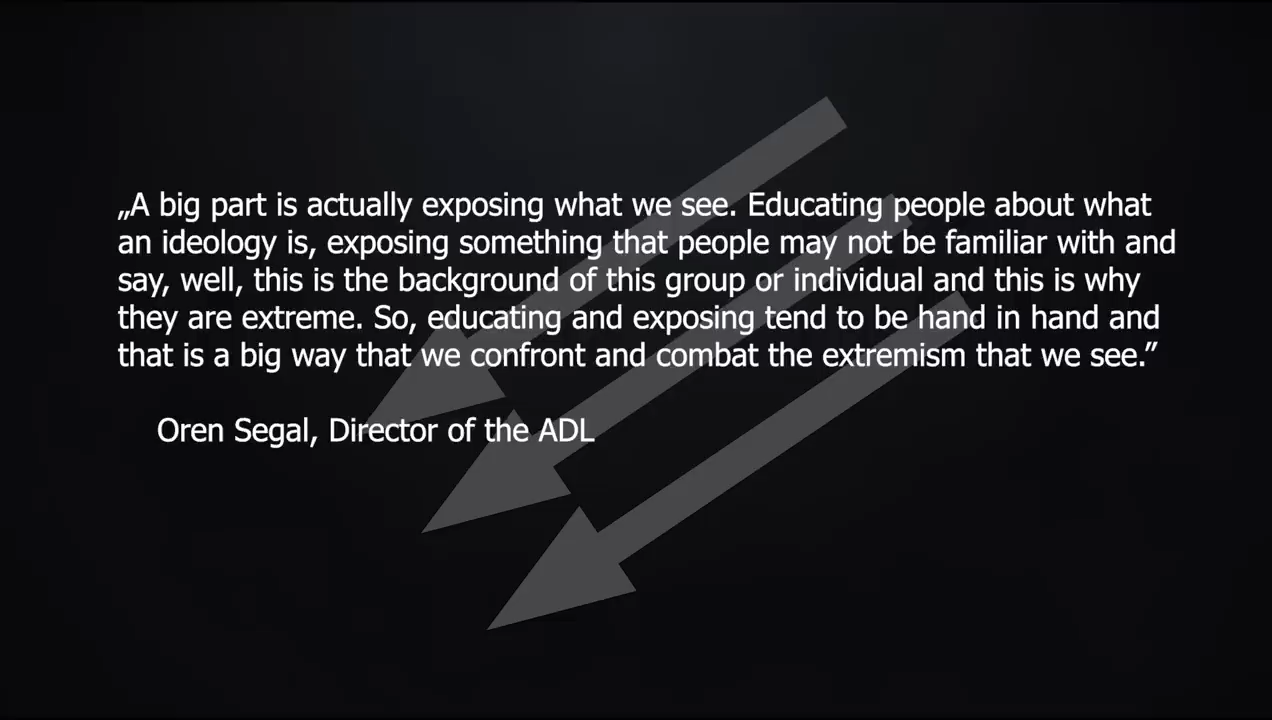 „A big part is actually exposing what we see. Educating people about what
an ideology is, exposing something that people may not be familiar with and
say, well, this is the background of this group or individual and this is why
they are extreme. So, educating and exposing tend to be hand in hand and
that is a big way that we confront and combat the extremism that we see.”
Oren Segal, Director of the ADL